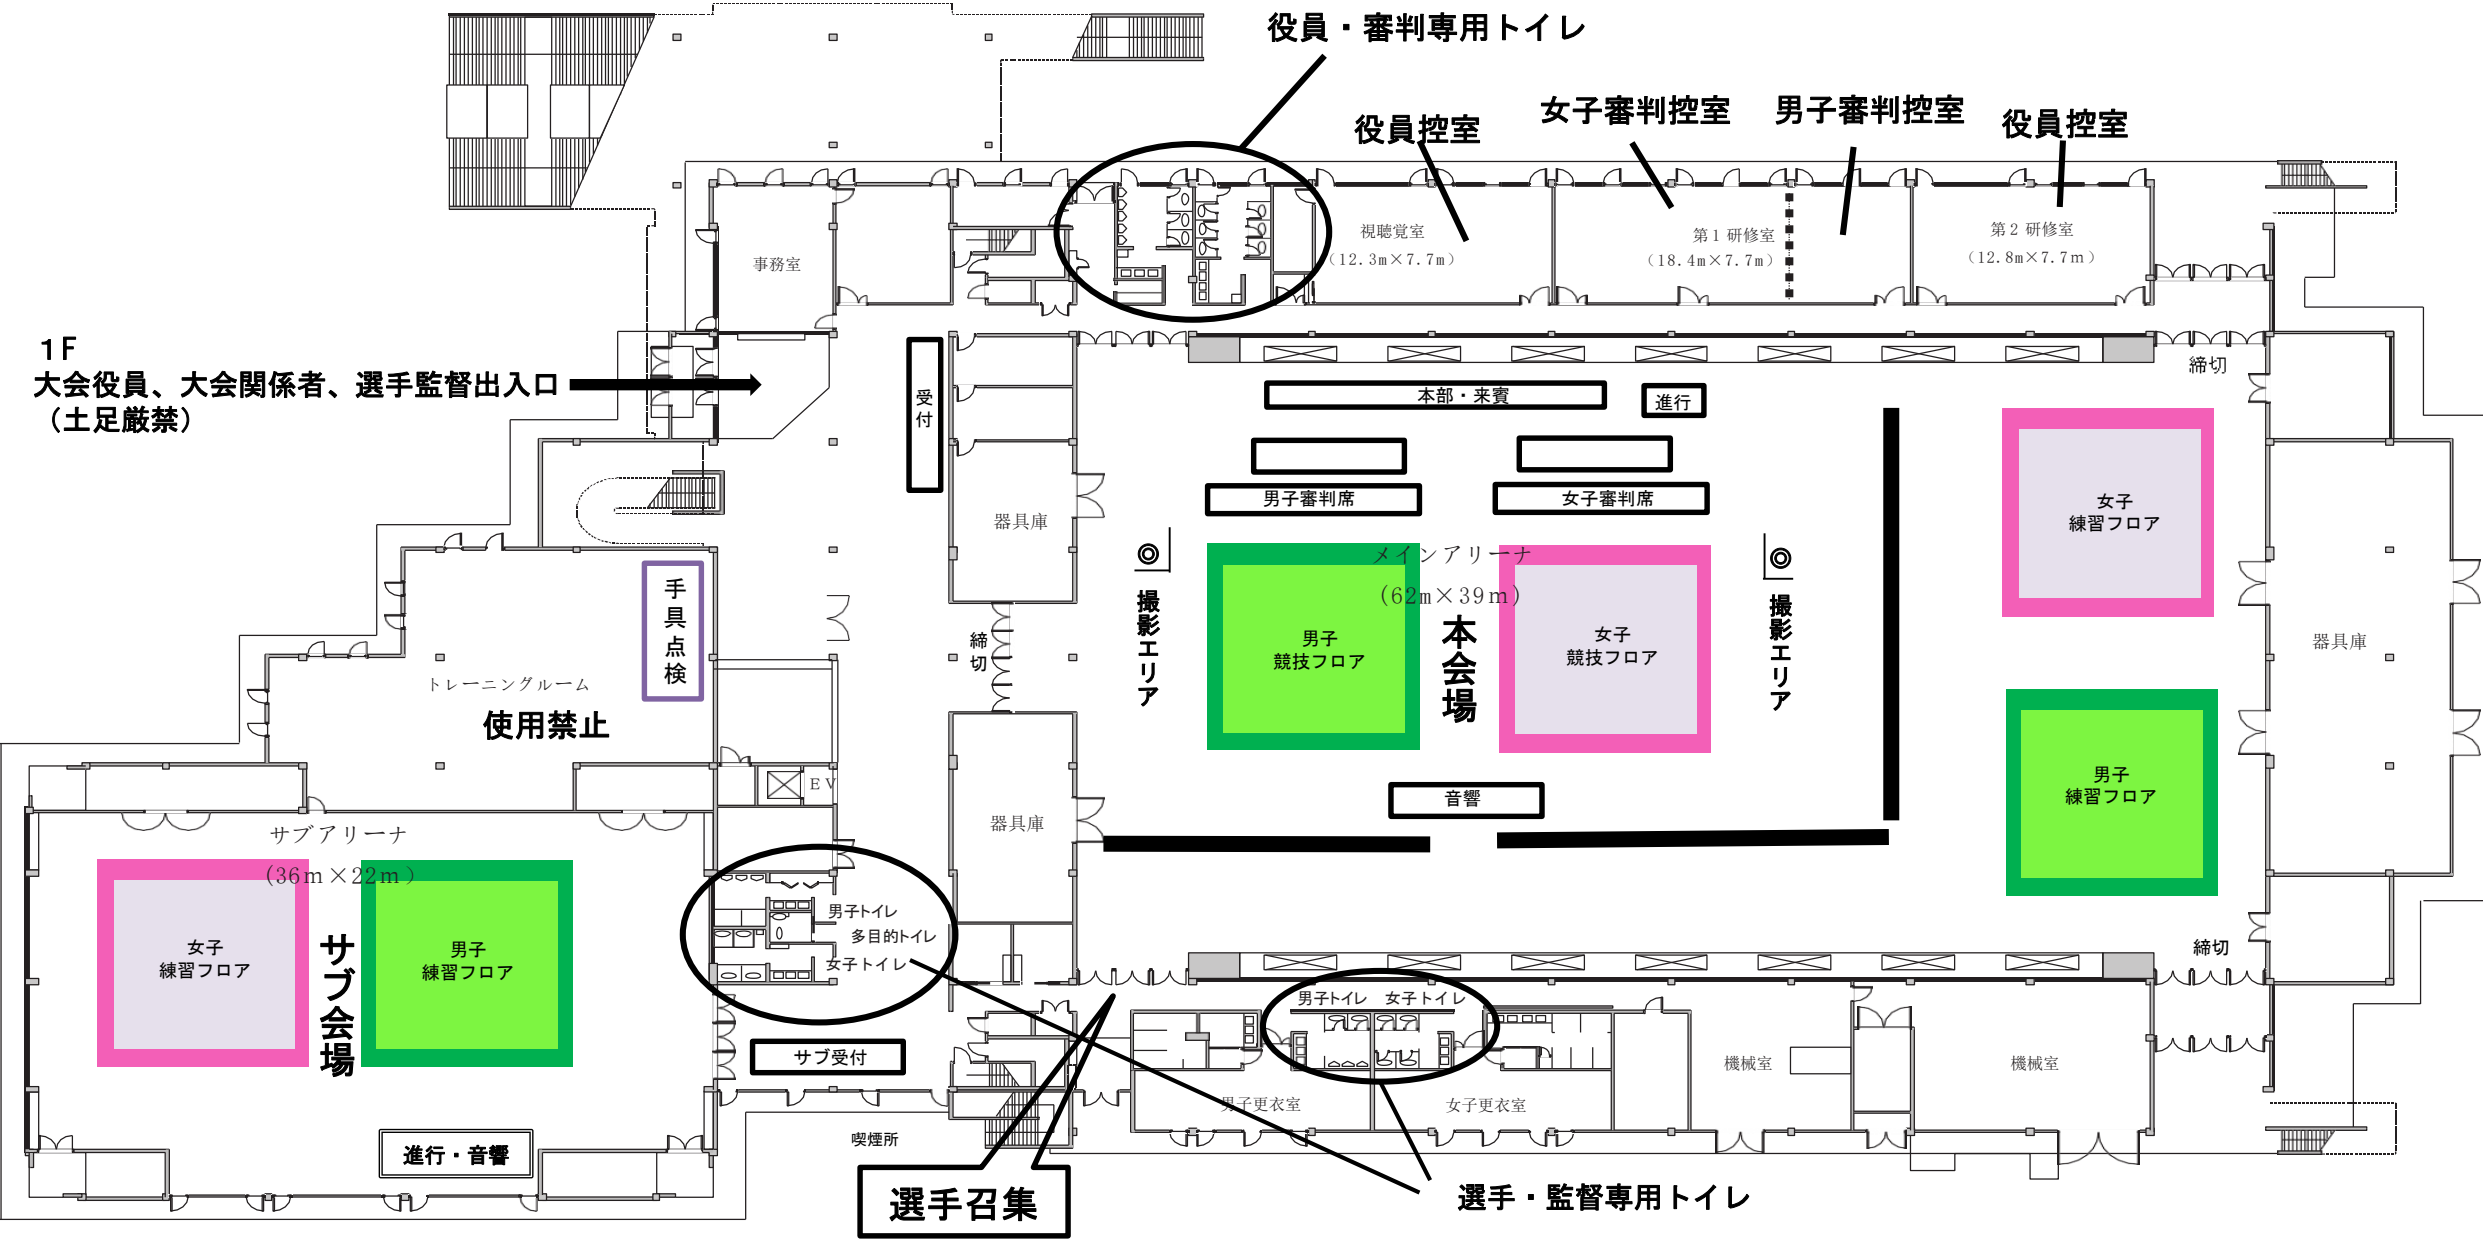 役員・審判専用トイレ
役員控室
女子審判控室
男子審判控室
役員控室
事務室
視聴覚室
(12.3m×7.7m)
第1研修室
(18.4m×7.7m)
第2研修室
(12.8m×7.7m)
1F
大会役員、大会関係者、選手監督出入口
(土足厳禁)
受付
本部・来賓
進行
締切
男子審判席
女子審判席
器具庫
メインアリーナ
(62m×39m)
本会場
撮影エリア
撮影エリア
男子
競技フロア
女子
競技フロア
女子
練習フロア
男子
練習フロア
器具庫
手具点検
締切
トレーニングルーム
使用禁止
EV
音響
器具庫
サブアリーナ
(36m×22m)
女子
練習フロア
サブ会場
男子
練習フロア
男子トイレ
多目的トイレ
女子トイレ
締切
男子トイレ
女子トイレ
サブ受付
機械室
機械室
男子更衣室
女子更衣室
喫煙所
進行・音響
選手召集
選手・監督専用トイレ